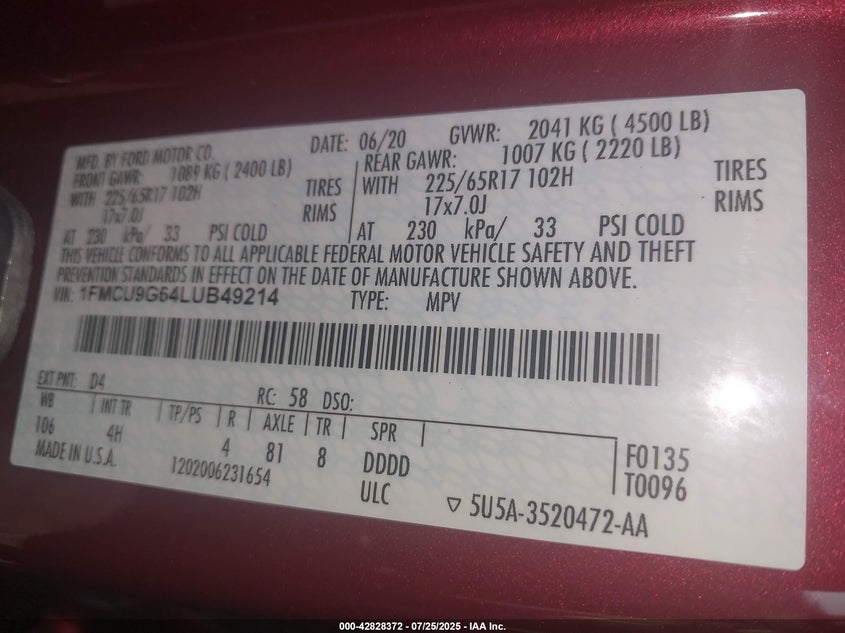 MFD. BY FORD MOTOR CO. DATE: 06/20 GVWR: 2041 KG ( 4500 LB)
FRONT GAWR: 1089 KG ( 2400 LB) REAR GAWR: 1007 KG ( 2220 LB)
WITH 225/65R17 102H TIRES WITH 225/65R17 102H TIRES
17x7.0J RIMS 17x7.0J RIMS
AT 230 kPa/ 33 PSI COLD AT 230 kPa/ 33 PSI COLD
THIS VEHICLE CONFORMS TO ALL APPLICABLE FEDERAL MOTOR VEHICLE SAFETY AND THEFT
PREVENTION STANDARDS IN EFFECT ON THE DATE OF MANUFACTURE SHOWN ABOVE.
VIN: 1FMCU9G64LUB49214 TYPE: MPV
EXT PNT: D4 RC: 58 DSO:
WB INT TR TP/PS R AXLE TR SPR
106 4H 4 81 8 DDDD F0135
MADE IN U.S.A. 1202006231654 ULC T0096
5U5A-3520472-AA
000-42828372 / 07/25/2025 - IAA Inc.